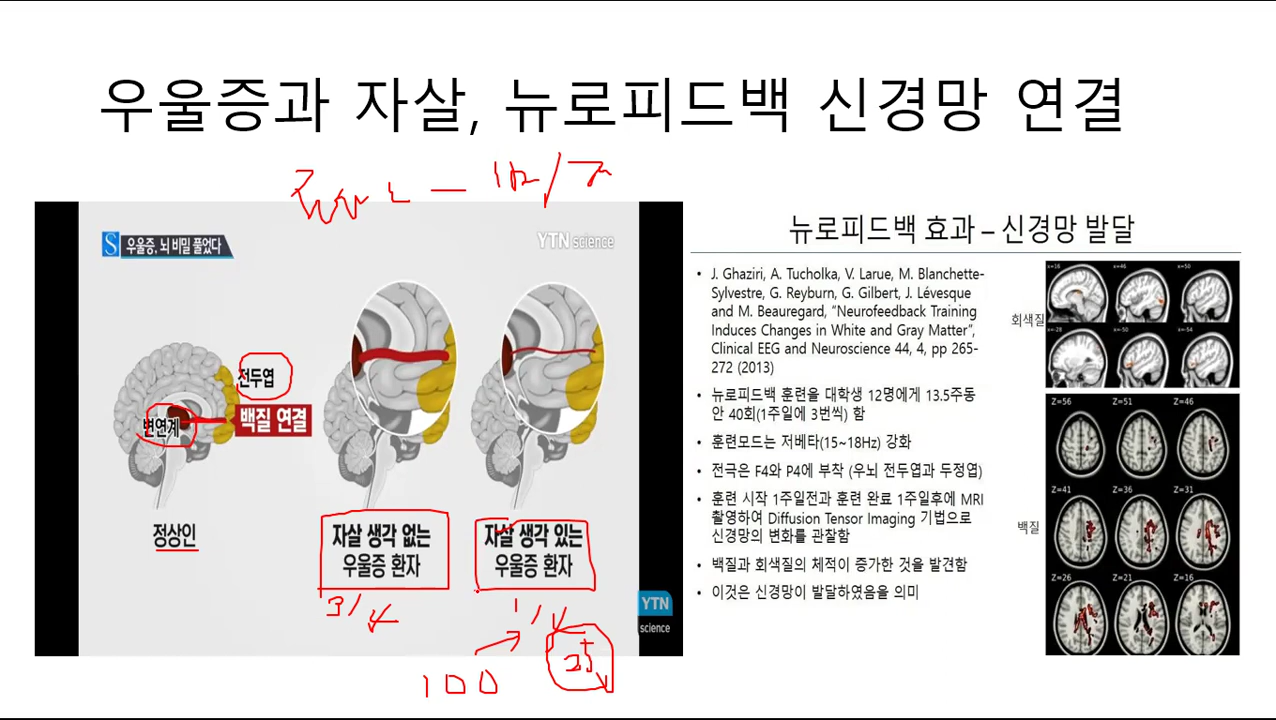 우울증과 자살, 뉴로피드백 신경망 연결
S 우울증, 뇌 비밀 풀었다
YTN science
전두엽
변연계
백질 연결
정상인
자살 생각 없는
우울증 환자
자살 생각 있는
우울증 환자
3/4
1/4
100
YTN
science
뉴로피드백 효과 – 신경망 발달
• J. Ghaziri, A. Tucholka, V. Larue, M. Blanchette-
Sylvestre, G. Reyburn, G. Gilbert, J. Lévesque
and M. Beauregard, “Neurofeedback Training
Induces Changes in White and Gray Matter”,
Clinical EEG and Neuroscience 44, 4, pp 265-
272 (2013)
• 뉴로피드백 훈련을 대학생 12명에게 13.5주동
안 40회(1주일에 3번씩) 함
• 훈련모드는 저베타(15~18Hz) 강화
• 전극은 F4와 P4에 부착 (우뇌 전두엽과 두정엽)
• 훈련 시작 1주일전과 훈련 완료 1주일후에 MRI
촬영하여 Diffusion Tensor Imaging 기법으로
신경망의 변화를 관찰함
• 백질과 회색질의 체적이 증가한 것을 발견함
• 이것은 신경망이 발달하였음을 의미
회색질
x=16 x=46 x=50
x=-28 x=-50 x=-54
백질
Z=56 Z=51 Z=46
Z=41 Z=36 Z=31
Z=26 Z=21 Z=16